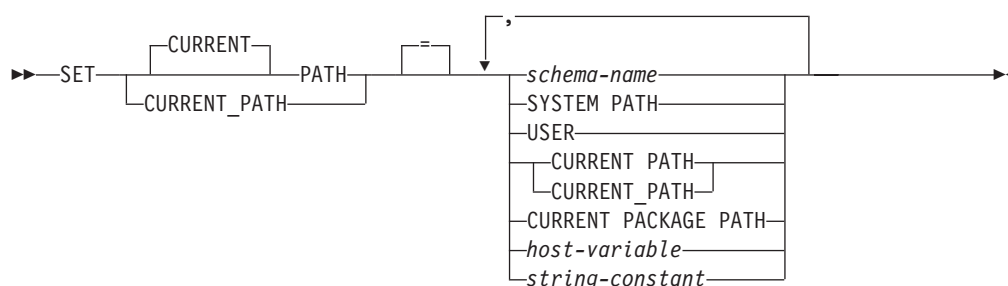 ,
CURRENT =
SET PATH schema-name
CURRENT_PATH SYSTEM PATH
USER
CURRENT PATH
CURRENT_PATH
CURRENT PACKAGE PATH
host-variable
string-constant